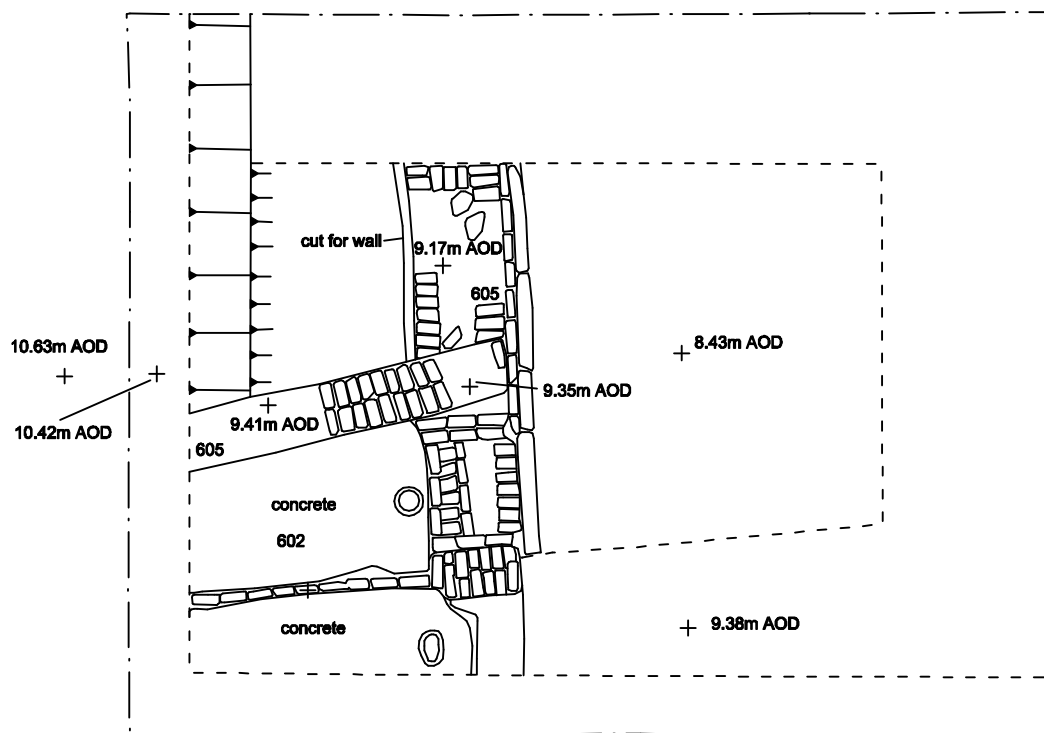 cut for wall
9.17m AOD
605
10.63m AOD
8.43m AOD
9.35m AOD
9.41m AOD
10.42m AOD
605
concrete
602
concrete
9.38m AOD